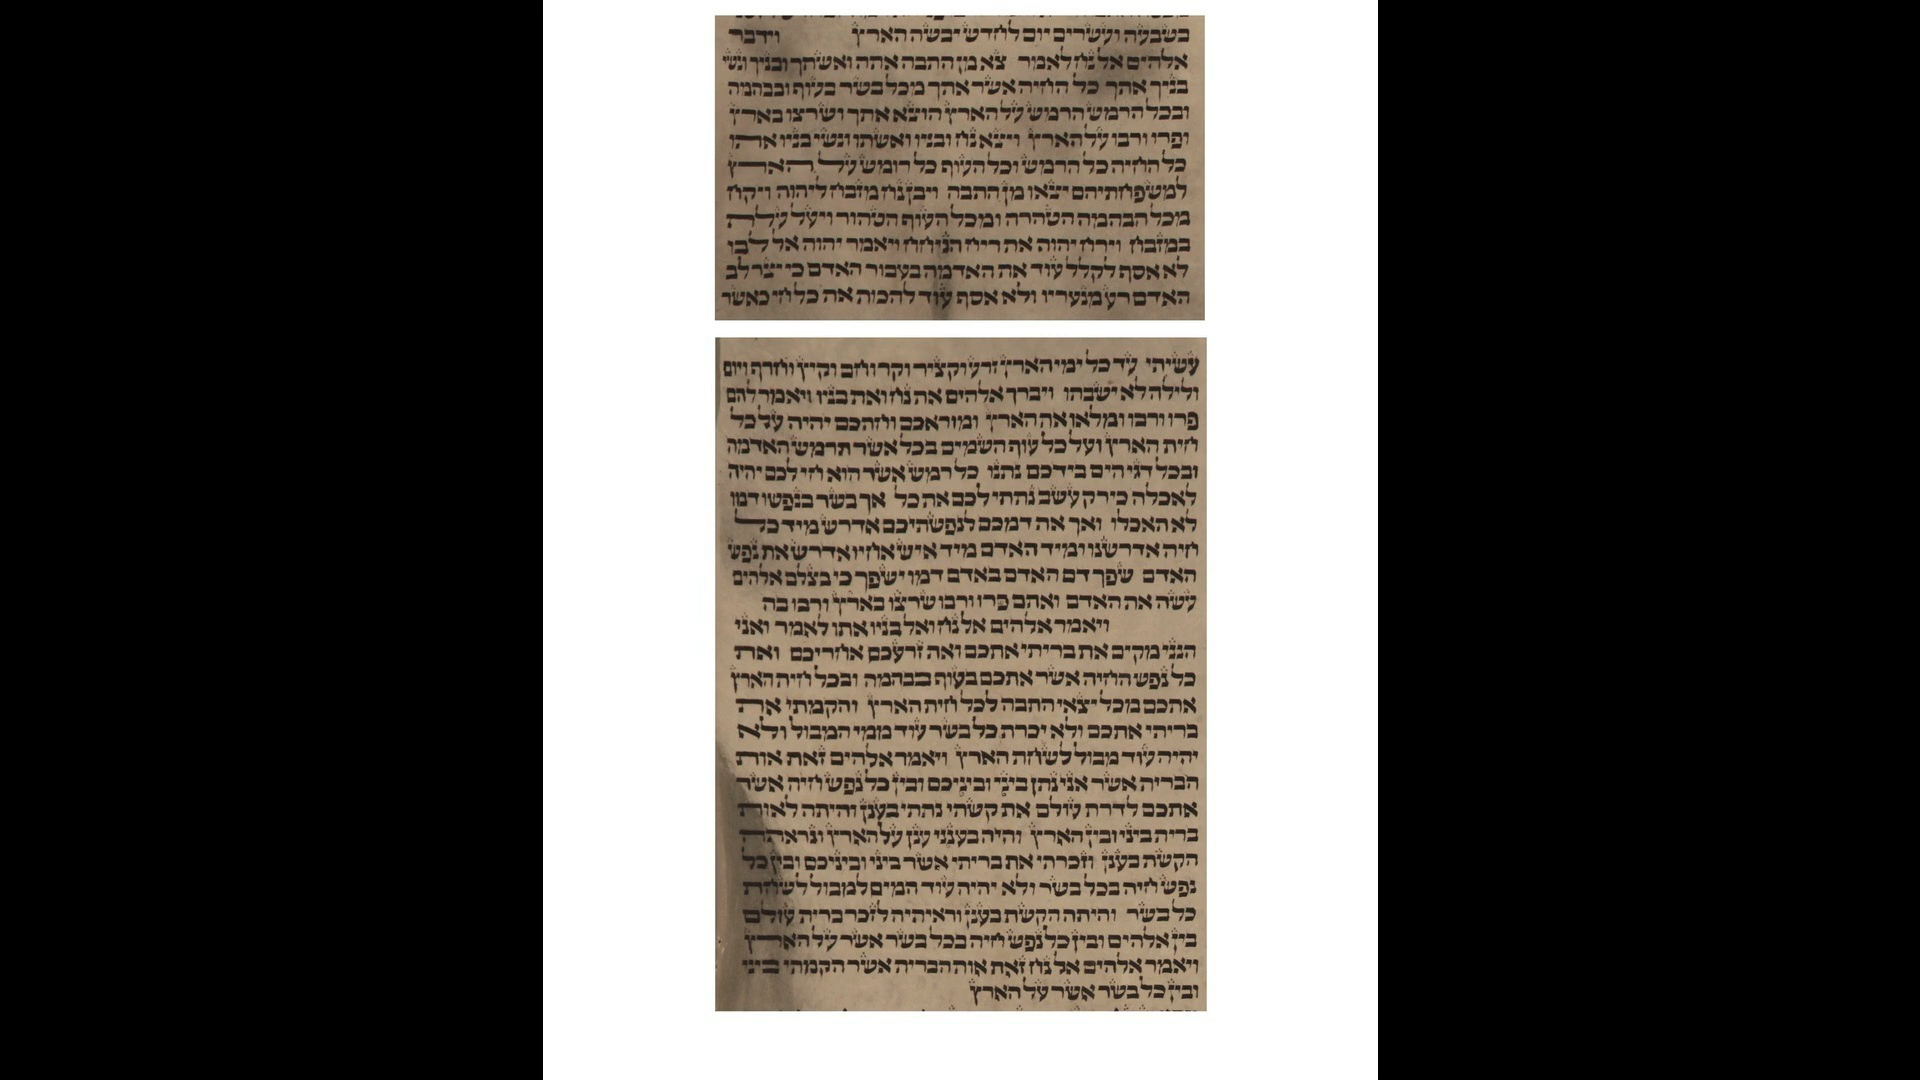 בשבעה ועשרים יום לחדש יבשה הארץ וידבר
אלהים אל נח לאמר צא מן התבה אתה ואשתך ובניך ונשי
בניך אתך כל החיה אשר אתך מכל בשר בעוף ובבהמה
ובכל הרמש הרמש על הארץ הוצא אתך ושרצו בארץ
ופרו ורבו על הארץ ויצא נח ובניו ואשתו ונשי בניו אתו
כל החיה כל הרמש וכל העוף כל רומש על הארץ
למשפחתיהם יצאו מן התבה ויבן נח מזבח ליהוה ויקח
מכל הבהמה הטהרה ומכל העוף הטהור ויעל עלת
במזבח וירח יהוה את ריח הניחח ויאמר יהוה אל לבו
לא אסף לקלל עוד את האדמה בעבור האדם כי יצר לב
האדם רע מנעריו ולא אסף עוד להכות את כל חי כאשר
עשיתי עד כל ימי הארץ זרע וקציר וקר וחם וקיץ וחרף ויום
ולילה לא ישבתו ויברך אלהים את נח ואת בניו ויאמר להם
פרו ורבו ומלאו את הארץ ומוראכם וחתכם יהיה על כל
חית הארץ ועל כל עוף השמים בכל אשר תרמש האדמה
ובכל דגי הים בידכם נתנו כל רמש אשר הוא חי לכם יהיה
לאכלה כירק עשב נתתי לכם את כל אך בשר בנפשו דמו
לא תאכלו ואך את דמכם לנפשתיכם אדרש מיד כל
חיה אדרשנו ומיד האדם מיד איש אחיו אדרש את נפש
האדם שפך דם האדם באדם דמו ישפך כי בצלם אלהים
עשה את האדם ואתם פרו ורבו שרצו בארץ ורבו בה
ויאמר אלהים אל נח ואל בניו אתו לאמר ואני
הנני מקים את בריתי אתכם ואת זרעכם אחריכם ואת
כל נפש החיה אשר אתכם בעוף בבהמה ובכל חית הארץ
אתכם מכל יצאי התבה לכל חית הארץ והקמתי את
בריתי אתכם ולא יכרת כל בשר עוד ממי המבול ולא
יהיה עוד מבול לשחת הארץ ויאמר אלהים זאת אות
הברית אשר אני נתן ביני וביניכם ובין כל נפש חיה אשר
אתכם לדרת עולם את קשתי נתתי בענן והיתה לאות
ברית ביני ובין הארץ והיה בענני ענן על הארץ ונראתה
הקשת בענן וזכרתי את בריתי אשר ביני וביניכם ובין כל
נפש חיה בכל בשר ולא יהיה עוד המים למבול לשחת
כל בשר והיתה הקשת בענן וראיתיה לזכר ברית עולם
בין אלהים ובין כל נפש חיה בכל בשר אשר על הארץ
ויאמר אלהים אל נח זאת אות הברית אשר הקמתי ביני
ובין כל בשר אשר על הארץ